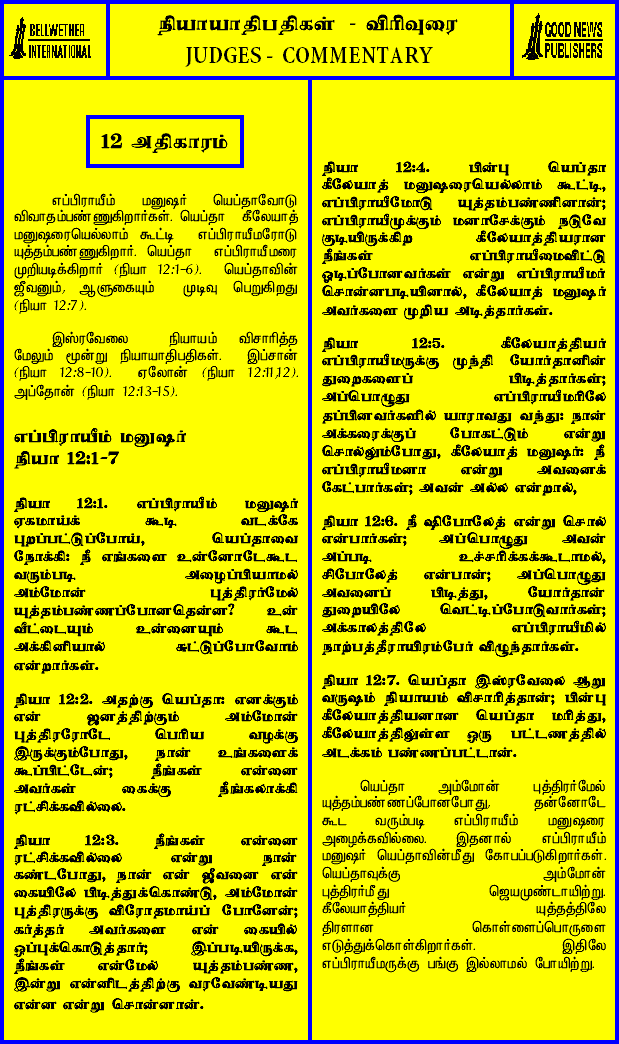 BELLWETHER
INTERNATIONAL
நியாயாதிபதிகள் - விரிவுரை
JUDGES - COMMENTARY
GOOD NEWS
PUBLISHERS
12 அதிகாரம்
எப்பிராயீம் மனுஷர் யெப்தாவோடு
விவாதம்பண்ணுகிறார்கள். யெப்தா கீலேயாத்
மனுஷரையெல்லாம் கூட்டி எப்பிராயீமரோடு
யுத்தம்பண்ணுகிறார். யெப்தா எப்பிராயீமரை
முறியடிக்கிறார் (நியா 12:1-6). யெப்தாவின்
ஜீவனும், ஆளுகையும் முடிவு பெறுகிறது
(நியா 12:7).
இஸ்ரவேலை நியாயம் விசாரித்த
மேலும் மூன்று நியாயாதிபதிகள். இப்சான்
(நியா 12:8-10). ஏலோன் (நியா 12:11,12).
அப்தோன் (நியா 12:13-15).
எப்பிராயீம் மனுஷர்
நியா 12:1-7
நியா 12:1. எப்பிராயீம் மனுஷர்
ஏகமாய்க் கூடி வடக்கே
புறப்பட்டுப்போய், யெப்தாவை
நோக்கி: நீ எங்களை உன்னோடேகூட
வரும்படி அழைப்பியாமல்
அம்மோன் புத்திரர்மேல்
யுத்தம்பண்ணப்போனதென்ன? உன்
வீட்டையும் உன்னையும் கூட
அக்கினியால் சுட்டுப்போவோம்
என்றார்கள்.
நியா 12:2. அதற்கு யெப்தா: எனக்கும்
என் ஜனத்திற்கும் அம்மோன்
புத்திரரோடே பெரிய வழக்கு
இருக்கும்போது, நான் உங்களைக்
கூப்பிட்டேன்; நீங்கள் என்னை
அவர்கள் கைக்கு நீங்கலாக்கி
ரட்சிக்கவில்லை.
நியா 12:3. நீங்கள் என்னை
ரட்சிக்கவில்லை என்று நான்
கண்டபோது, நான் என் ஜீவனை என்
கையிலே பிடித்துக்கொண்டு, அம்மோன்
புத்திரருக்கு விரோதமாய்ப் போனேன்;
கர்த்தர் அவர்களை என் கையில்
ஒப்புக்கொடுத்தார்; இப்படியிருக்க,
நீங்கள் என்மேல் யுத்தம்பண்ண,
இன்று என்னிடத்திற்கு வரவேண்டியது
என்ன என்று சொன்னான்.
நியா 12:4. பின்பு யெப்தா
கீலேயாத் மனுஷரையெல்லாம் கூட்டி,
எப்பிராயீமோடு யுத்தம்பண்ணினான்;
எப்பிராயீமுக்கும் மனாசேக்கும் நடுவே
குடியிருக்கிற கீலேயாத்தியரான
நீங்கள் எப்பிராயீமைவிட்டு
ஓடிப்போனவர்கள் என்று எப்பிராயீமர்
சொன்னபடியினால், கீலேயாத் மனுஷர்
அவர்களை முறிய அடித்தார்கள்.
நியா 12:5. கீலேயாத்தியர்
எப்பிராயீமருக்கு முந்தி யோர்தானின்
துறைகளைப் பிடித்தார்கள்;
அப்பொழுது எப்பிராயீமரிலே
தப்பினவர்களில் யாராவது வந்து: நான்
அக்கரைக்குப் போகட்டும் என்று
சொல்லும்போது, கீலேயாத் மனுஷர்: நீ
எப்பிராயீமனா என்று அவனைக்
கேட்பார்கள்; அவன் அல்ல என்றால்,
நியா 12:6. நீ ஷிபோலேத் என்று சொல்
என்பார்கள்; அப்பொழுது அவன்
அப்படி உச்சரிக்கக்கூடாமல்,
சிபோலேத் என்பான்; அப்பொழுது
அவனைப் பிடித்து, யோர்தான்
துறையிலே வெட்டிப்போடுவார்கள்;
அக்காலத்திலே எப்பிராயீமில்
நாற்பத்தீராயிரம்பேர் விழுந்தார்கள்.
நியா 12:7. யெப்தா இஸ்ரவேலை ஆறு
வருஷம் நியாயம் விசாரித்தான்; பின்பு
கீலேயாத்தியனான யெப்தா மரித்து,
கீலேயாத்திலுள்ள ஒரு பட்டணத்தில்
அடக்கம் பண்ணப்பட்டான்.
யெப்தா அம்மோன் புத்திரர்மேல்
யுத்தம்பண்ணப்போனபோது, தன்னோடே
கூட வரும்படி எப்பிராயீம் மனுஷரை
அழைக்கவில்லை. இதனால் எப்பிராயீம்
மனுஷர் யெப்தாவின்மீது கோபப்படுகிறார்கள்.
யெப்தாவுக்கு அம்மோன்
புத்திரர்மீது ஜெயமுண்டாயிற்று.
கீலேயாத்தியர் யுத்தத்திலே
திரளான கொள்ளைப்பொருளை
எடுத்துக்கொள்கிறார்கள். இதிலே
எப்பிராயீமருக்கு பங்கு இல்லாமல் போயிற்று.